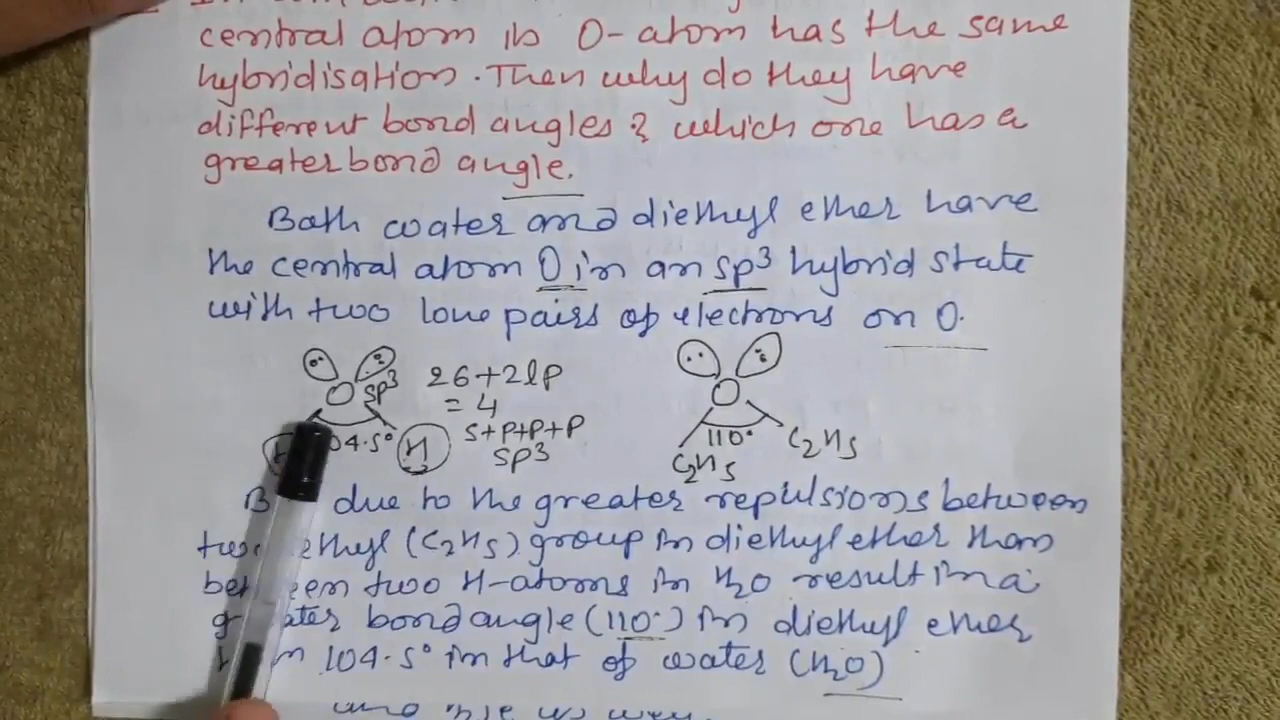 central atom is O-atom has the same
hybridisation. Then why do they have
different bond angles? which one has a
greater bond angle.
Both water and diethyl ether have
the central atom O in an sp³ hybrid state
with two lone pairs of electrons on O.
O sp³ 2б+2lp
= 4
104.5° H s+p+p+p
sp³
O
110° C₂H₅
C₂H₅
due to the greater repulsions between
two ethyl (C₂H₅) group in diethyl ether than
between two H-atoms in H₂O result in a
greater bond angle (110°) in diethyl ether
104.5° in that of water (H₂O)